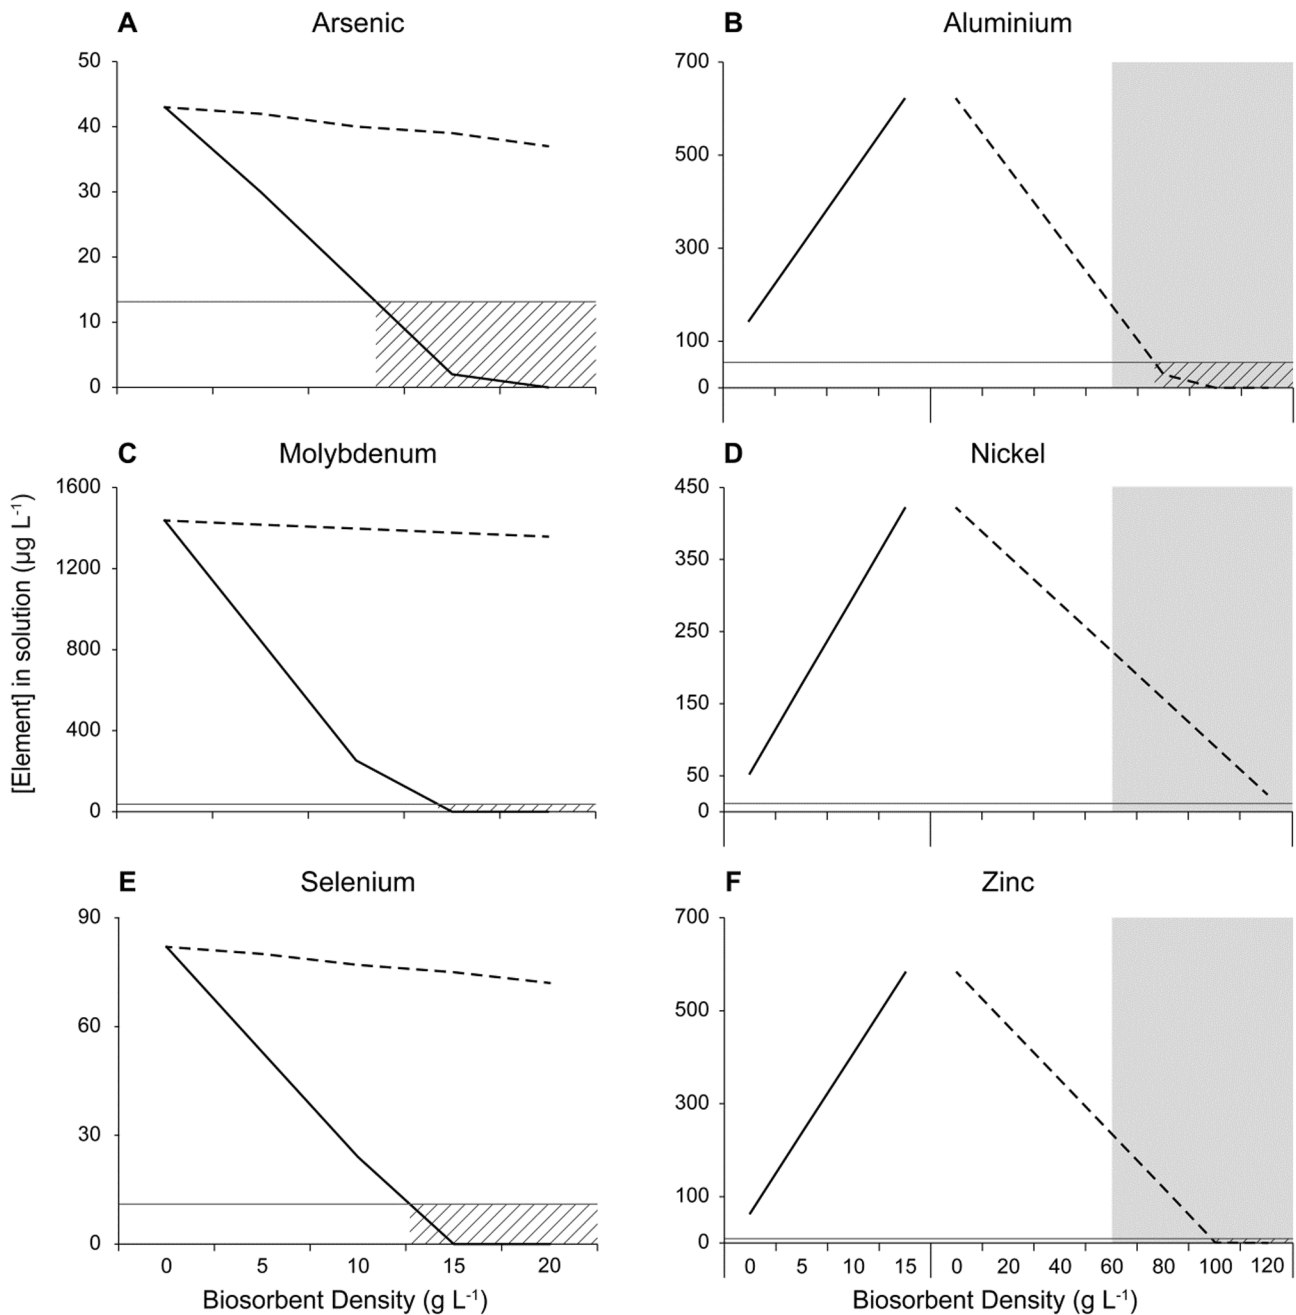 A Arsenic
50
40
30
20
10
0
B Aluminium
700
500
300
100
0
C Molybdenum
1600
1200
800
400
0
D Nickel
450
350
250
150
50
0
E Selenium
90
60
30
0
0 5 10 15 20
Biosorbent Density (g L⁻¹)
F Zinc
700
500
300
100
0
0 5 10 15 0 20 40 60 80 100 120
Biosorbent Density (g L⁻¹)
[Element] in solution (µg L⁻¹)